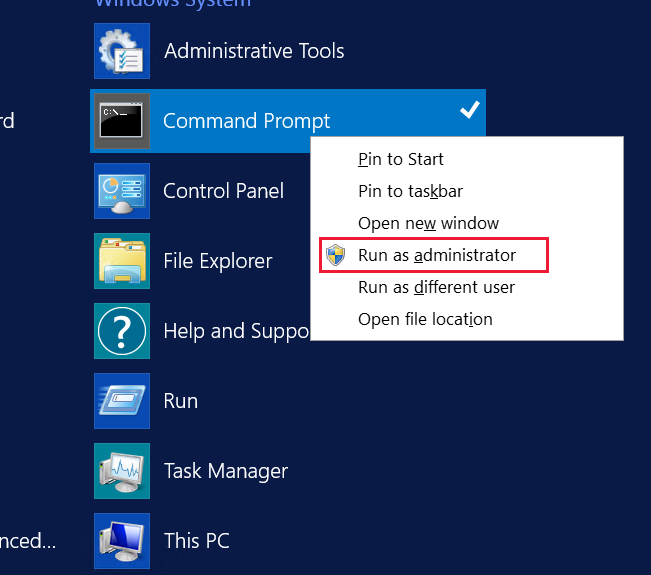 Windows System
Administrative Tools
rd
C:\._
Command Prompt
Pin to Start
Pin to taskbar
Control Panel
Open new window
Run as administrator
File Explorer
Run as different user
Open file location
Help and Suppo
Run
Task Manager
nced...
This PC